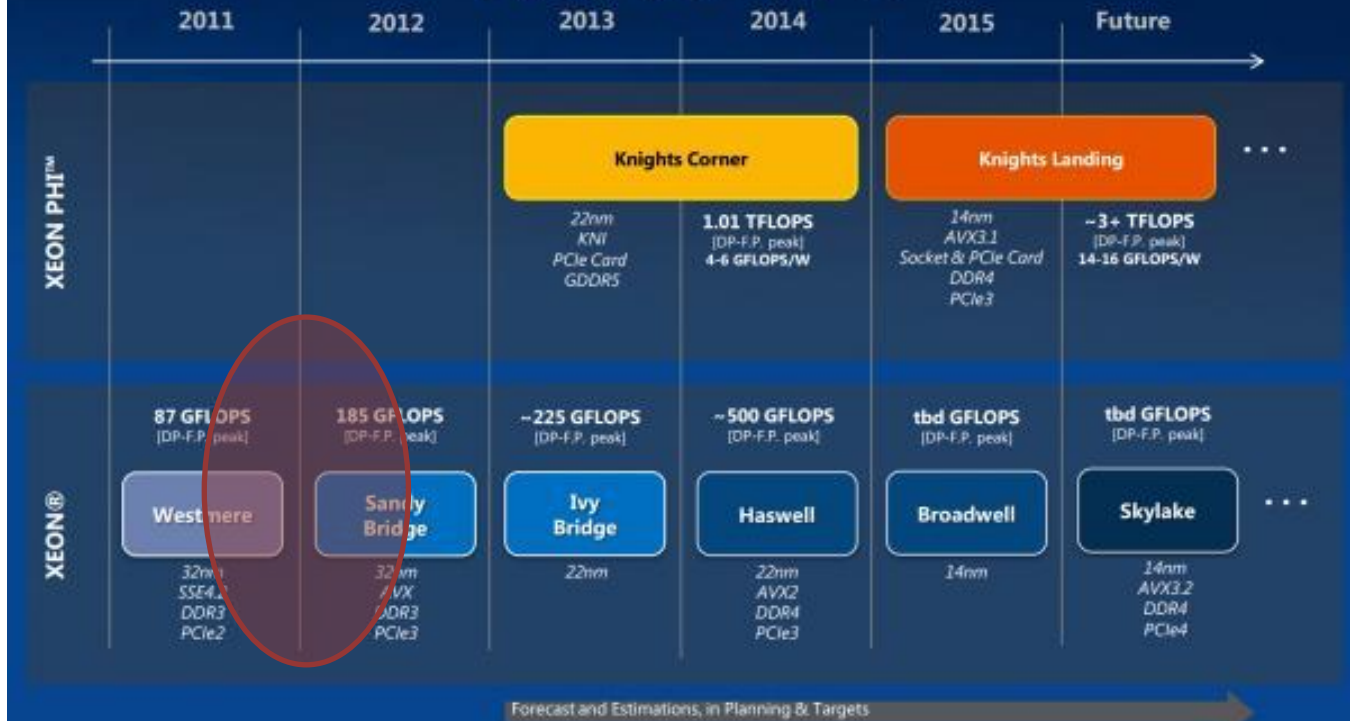 2011 2012 2013 2014 2015 Future
XEON PHI™
Knights Corner
22nm
KNI
PCIe Card
GDDR5
1.01 TFLOPS
[DP-F.P. peak]
4-6 GFLOPS/W
Knights Landing
14nm
AVX3.1
Socket & PCIe Card
DDR4
PCIe3
~3+ TFLOPS
[DP-F.P. peak]
14-16 GFLOPS/W
...
XEON®
87 GFLOPS
[DP-F.P. peak]
Westmere
32nm
SSE4.2
DDR3
PCIe2
185 GFLOPS
[DP-F.P. peak]
Sandy
Bridge
32nm
AVX
DDR3
PCIe3
~225 GFLOPS
[DP-F.P. peak]
Ivy
Bridge
22nm
~500 GFLOPS
[DP-F.P. peak]
Haswell
22nm
AVX2
DDR4
PCIe3
tbd GFLOPS
[DP-F.P. peak]
Broadwell
14nm
tbd GFLOPS
[DP-F.P. peak]
Skylake
14nm
AVX3.2
DDR4
PCIe4
...
Forecast and Estimations, in Planning & Targets